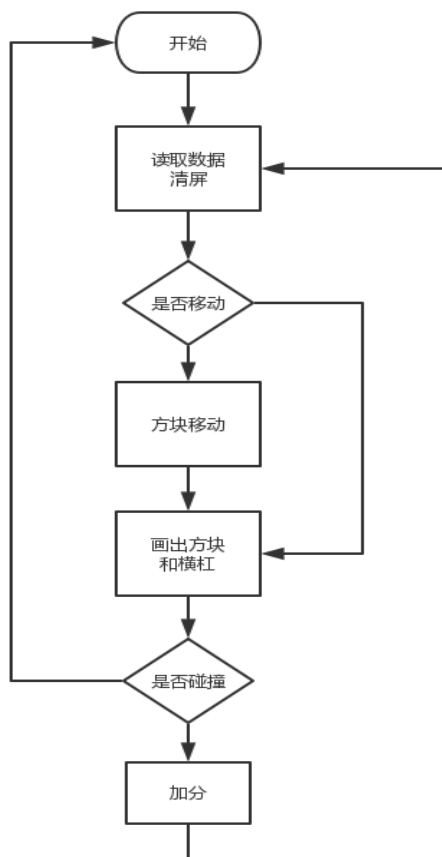 开始
读取数据
清屏
是否移动
方块移动
画出方块
和横杠
是否碰撞
加分